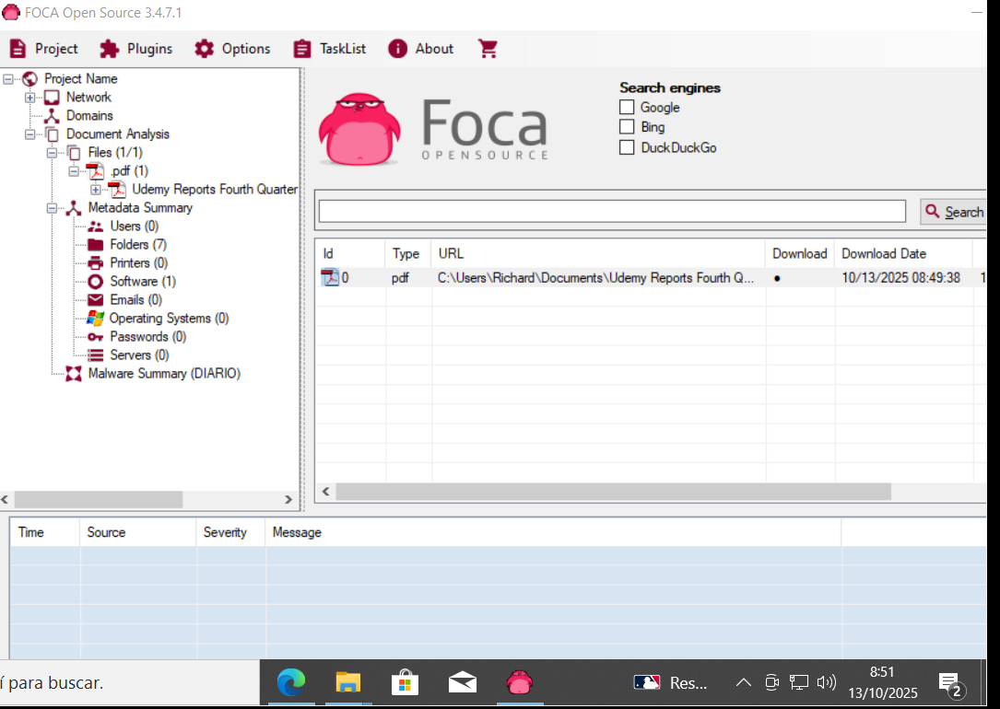 FOCA Open Source 3.4.7.1
Project Plugins Options TaskList About
Project Name
Network
Domains
Document Analysis
Files (1/1)
.pdf (1)
Udemy Reports Fourth Quarter
Metadata Summary
Users (0)
Folders (7)
Printers (0)
Software (1)
Emails (0)
Operating Systems (0)
Passwords (0)
Servers (0)
Malware Summary (DIARIO)
Foca
OPENSOURCE
Search engines
Google
Bing
DuckDuckGo
Search
Id Type URL Download Download Date
0 pdf C:\Users\Richard\Documents\Udemy Reports Fourth Q... ● 10/13/2025 08:49:38 1
Time Source Severity Message
í para buscar.
Res...
8:51
13/10/2025
2